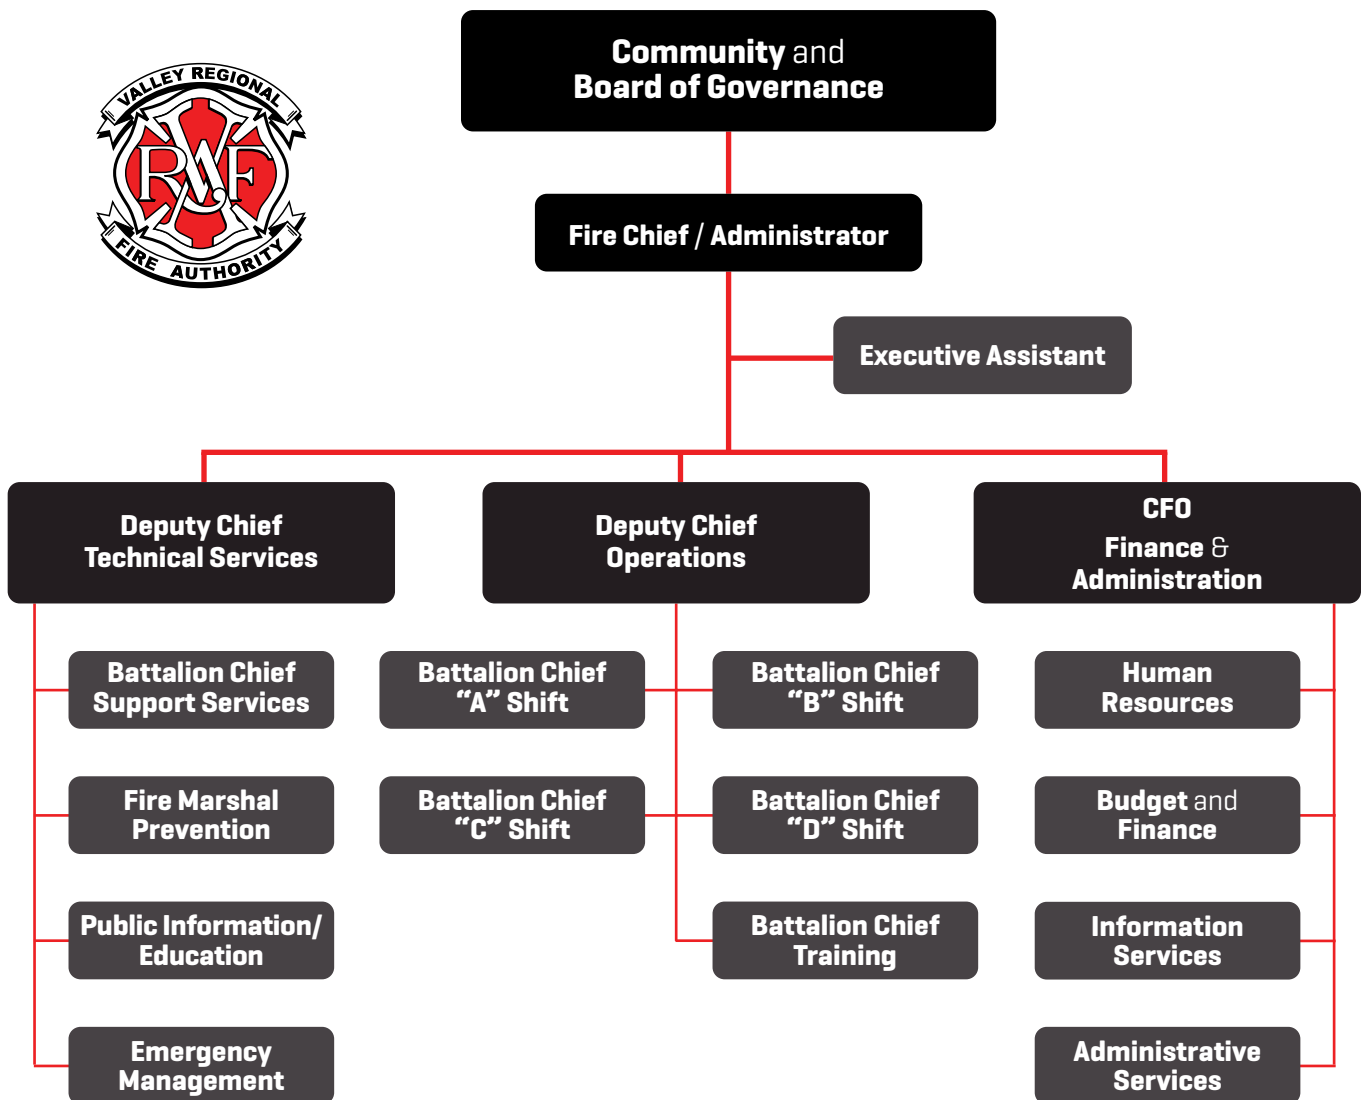 VALLEY REGIONAL
RVFA
FIRE AUTHORITY
Community and
Board of Governance
Fire Chief / Administrator
Executive Assistant
Deputy Chief
Technical Services
Deputy Chief
Operations
CFO
Finance &
Administration
Battalion Chief
Support Services
Battalion Chief
“A” Shift
Battalion Chief
“B” Shift
Human
Resources
Fire Marshal
Prevention
Battalion Chief
“C” Shift
Battalion Chief
“D” Shift
Budget and
Finance
Public Information/
Education
Battalion Chief
Training
Information
Services
Emergency
Management
Administrative
Services